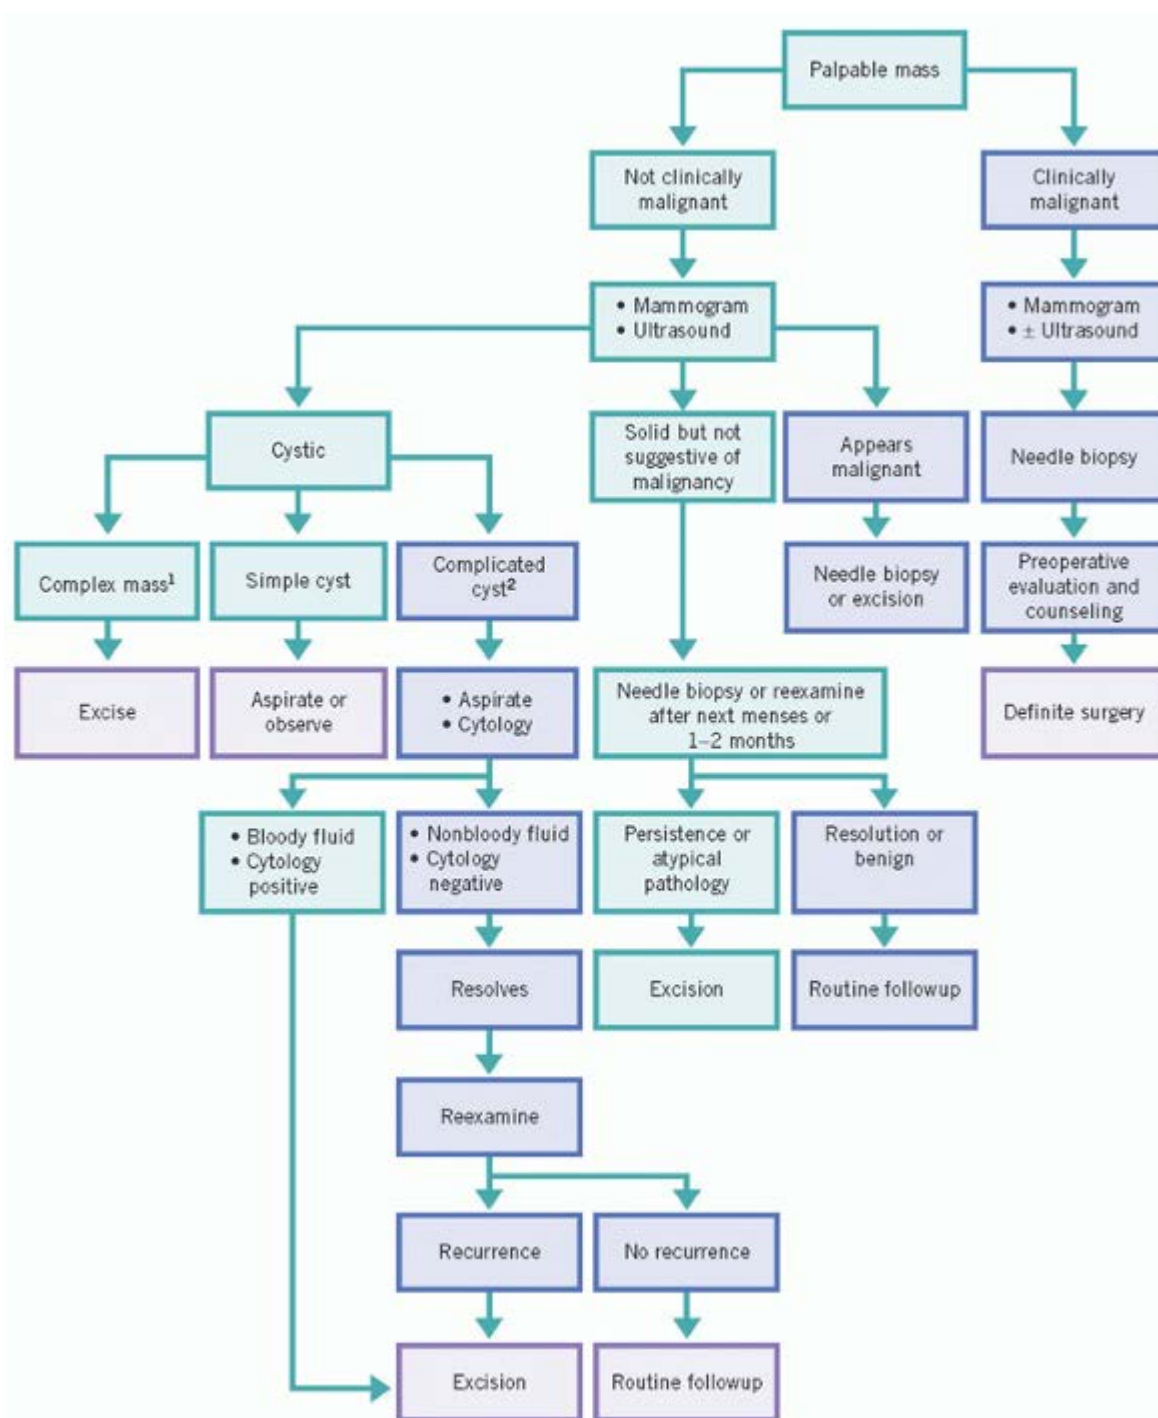 Palpable mass
Not clinically
malignant
Clinically
malignant
• Mammogram
• Ultrasound
• Mammogram
• ± Ultrasound
Cystic
Solid but not
suggestive of
malignancy
Appears
malignant
Needle biopsy
Complex mass¹
Simple cyst
Complicated
cyst²
Needle biopsy
or excision
Preoperative
evaluation and
counseling
Excise
Aspirate or
observe
• Aspirate
• Cytology
Needle biopsy or reexamine
after next menses or
1–2 months
Definite surgery
• Bloody fluid
• Cytology
positive
• Nonbloody fluid
• Cytology
negative
Persistence or
atypical
pathology
Resolution or
benign
Resolves
Excision
Routine followup
Reexamine
Recurrence
No recurrence
Excision
Routine followup